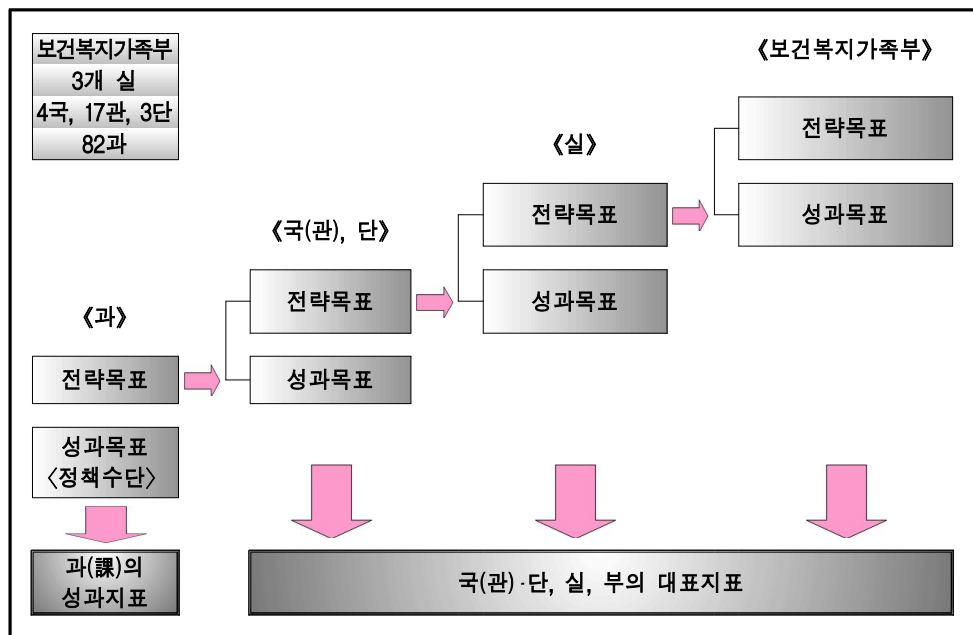 보건복지가족부
3개 실
4국, 17관, 3단
82과
《보건복지가족부》
전략목표
성과목표
《실》
전략목표
성과목표
《국(관), 단》
전략목표
성과목표
《과》
전략목표
성과목표
〈정책수단〉
과(課)의
성과지표
국(관)·단, 실, 부의 대표지표